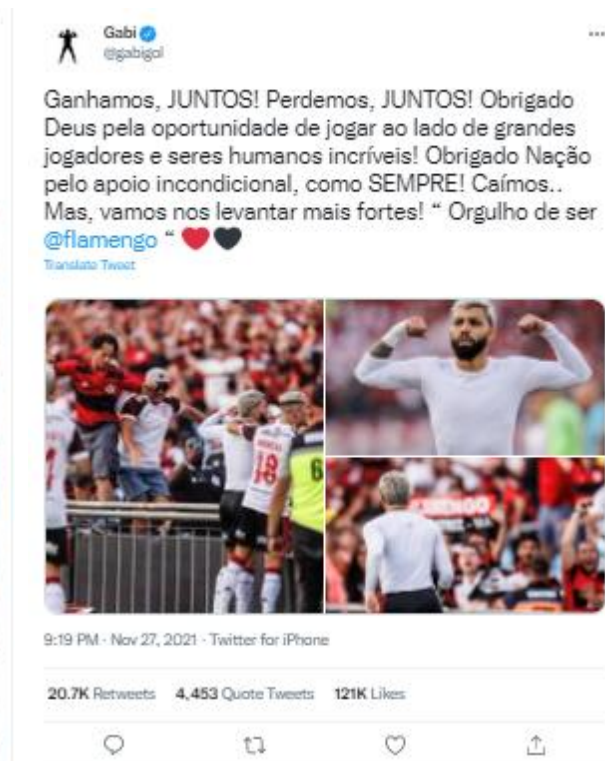 Gabi
@gabigol
Ganhamos, JUNTOS! Perdemos, JUNTOS! Obrigado
Deus pela oportunidade de jogar ao lado de grandes
jogadores e seres humanos incríveis! Obrigado Nação
pelo apoio incondicional, como SEMPRE! Caímos..
Mas, vamos nos levantar mais fortes! “ Orgulho de ser
@flamengo “ ❤️🖤
Translate Tweet
18
6
9:19 PM · Nov 27, 2021 · Twitter for iPhone
20.7K Retweets 4,453 Quote Tweets 121K Likes